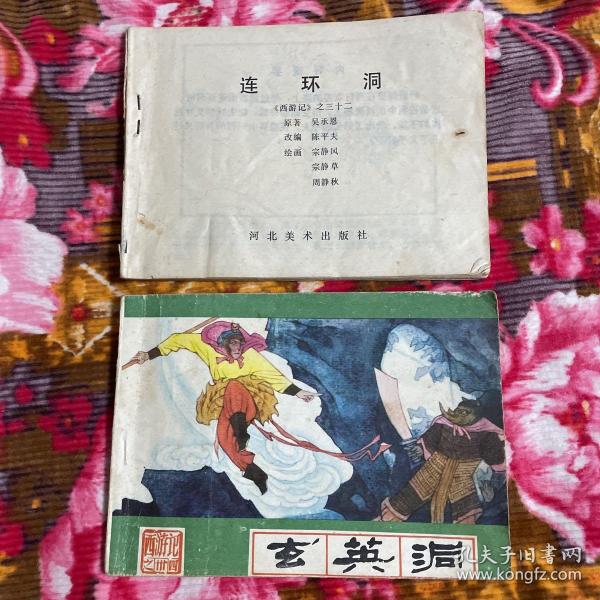 连环洞
《西游记》之三十二
原著 吴承恩
改编 陈平夫
绘画 宗静风
宗静草
周静秋
河北美术出版社
西游记之卅四
玄英洞
孔夫子旧书网
www.kongfz.com